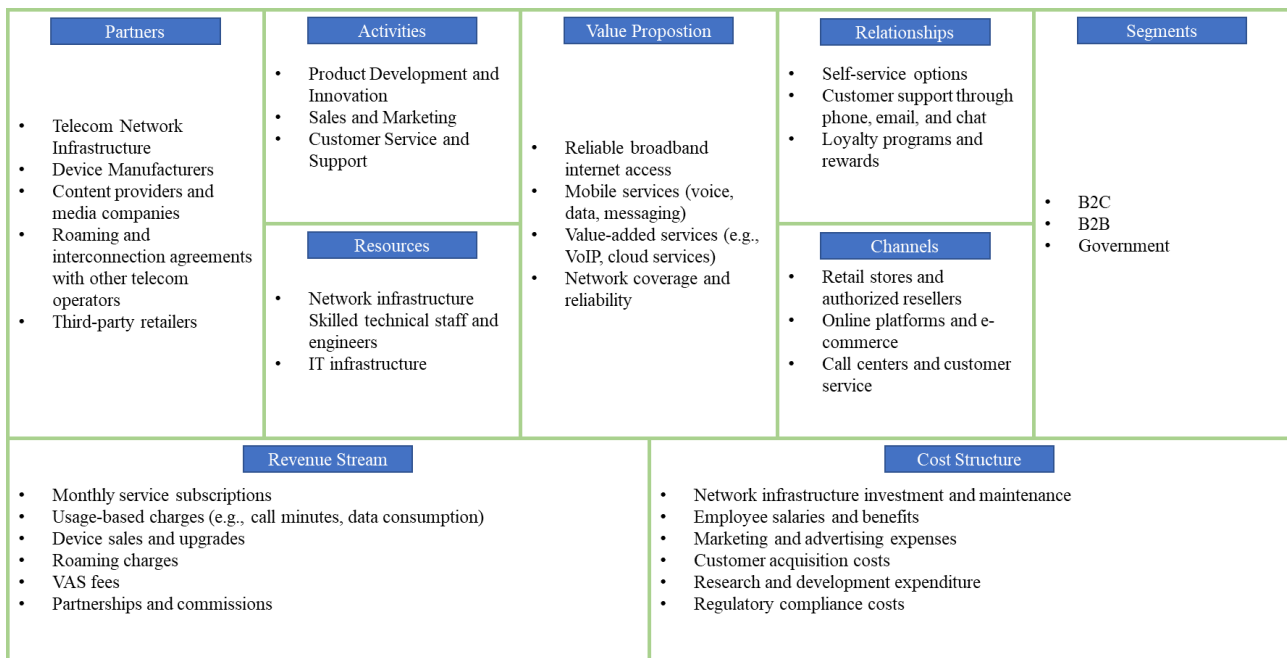 Partners
• Telecom Network
Infrastructure
• Device Manufacturers
• Content providers and
media companies
• Roaming and
interconnection agreements
with other telecom
operators
• Third-party retailers
Activities
• Product Development and
Innovation
• Sales and Marketing
• Customer Service and
Support
Resources
• Network infrastructure
Skilled technical staff and
engineers
• IT infrastructure
Value Propostion
• Reliable broadband
internet access
• Mobile services (voice,
data, messaging)
• Value-added services (e.g.,
VoIP, cloud services)
• Network coverage and
reliability
Relationships
• Self-service options
• Customer support through
phone, email, and chat
• Loyalty programs and
rewards
Channels
• Retail stores and
authorized resellers
• Online platforms and e-
commerce
• Call centers and customer
service
Segments
• B2C
• B2B
• Government
Revenue Stream
• Monthly service subscriptions
• Usage-based charges (e.g., call minutes, data consumption)
• Device sales and upgrades
• Roaming charges
• VAS fees
• Partnerships and commissions
Cost Structure
• Network infrastructure investment and maintenance
• Employee salaries and benefits
• Marketing and advertising expenses
• Customer acquisition costs
• Research and development expenditure
• Regulatory compliance costs